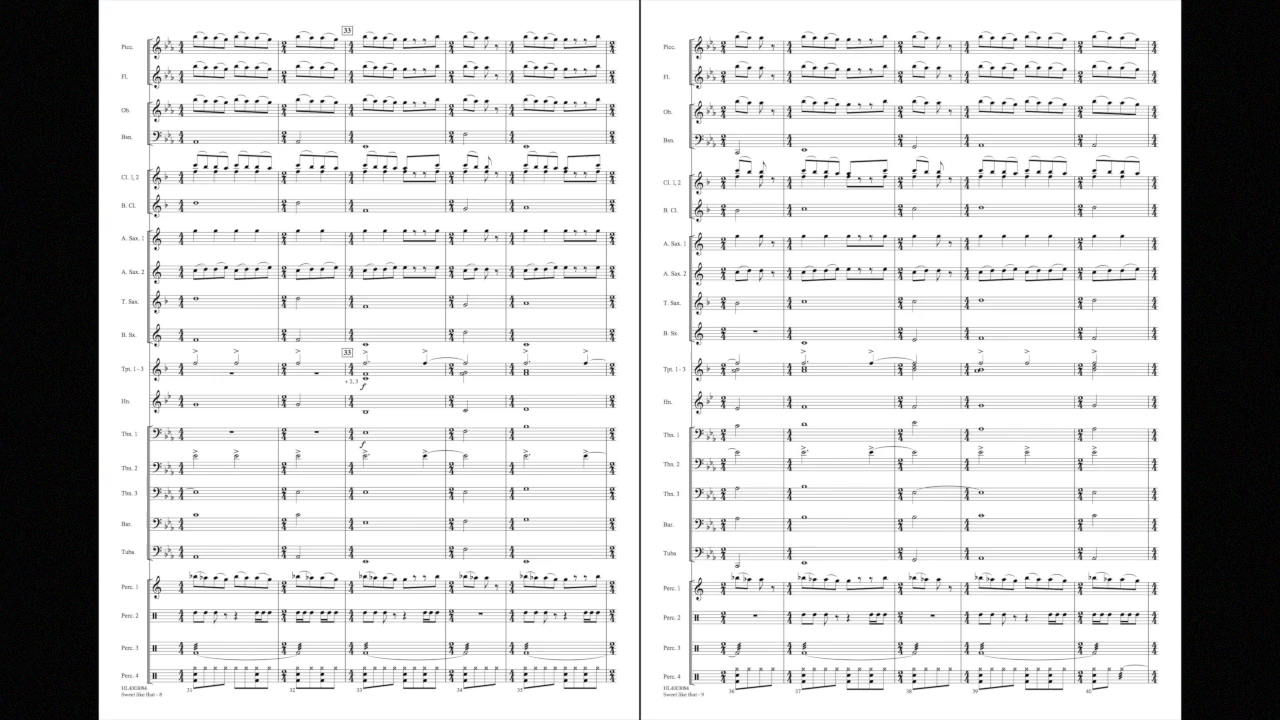 33
Picc.
Fl.
Ob.
Bsn.
Cl. 1, 2
B. Cl.
A. Sax. 1
A. Sax. 2
T. Sax.
B. Sx.
33
Tpt. 1 - 3
+ 2, 3
f
Hn.
Tbn. 1
f
Tbn. 2
Tbn. 3
Bar.
Tuba
Perc. 1
Perc. 2
Perc. 3
Perc. 4
HL4003084
31 32 33 34 35
Sweet like that - 8
Picc.
Fl.
Ob.
Bsn.
Cl. 1, 2
B. Cl.
A. Sax. 1
A. Sax. 2
T. Sax.
B. Sx.
Tpt. 1 - 3
Hn.
Tbn. 1
Tbn. 2
Tbn. 3
Bar.
Tuba
Perc. 1
Perc. 2
Perc. 3
Perc. 4
HL4003084
36 37 38 39 40
Sweet like that - 9